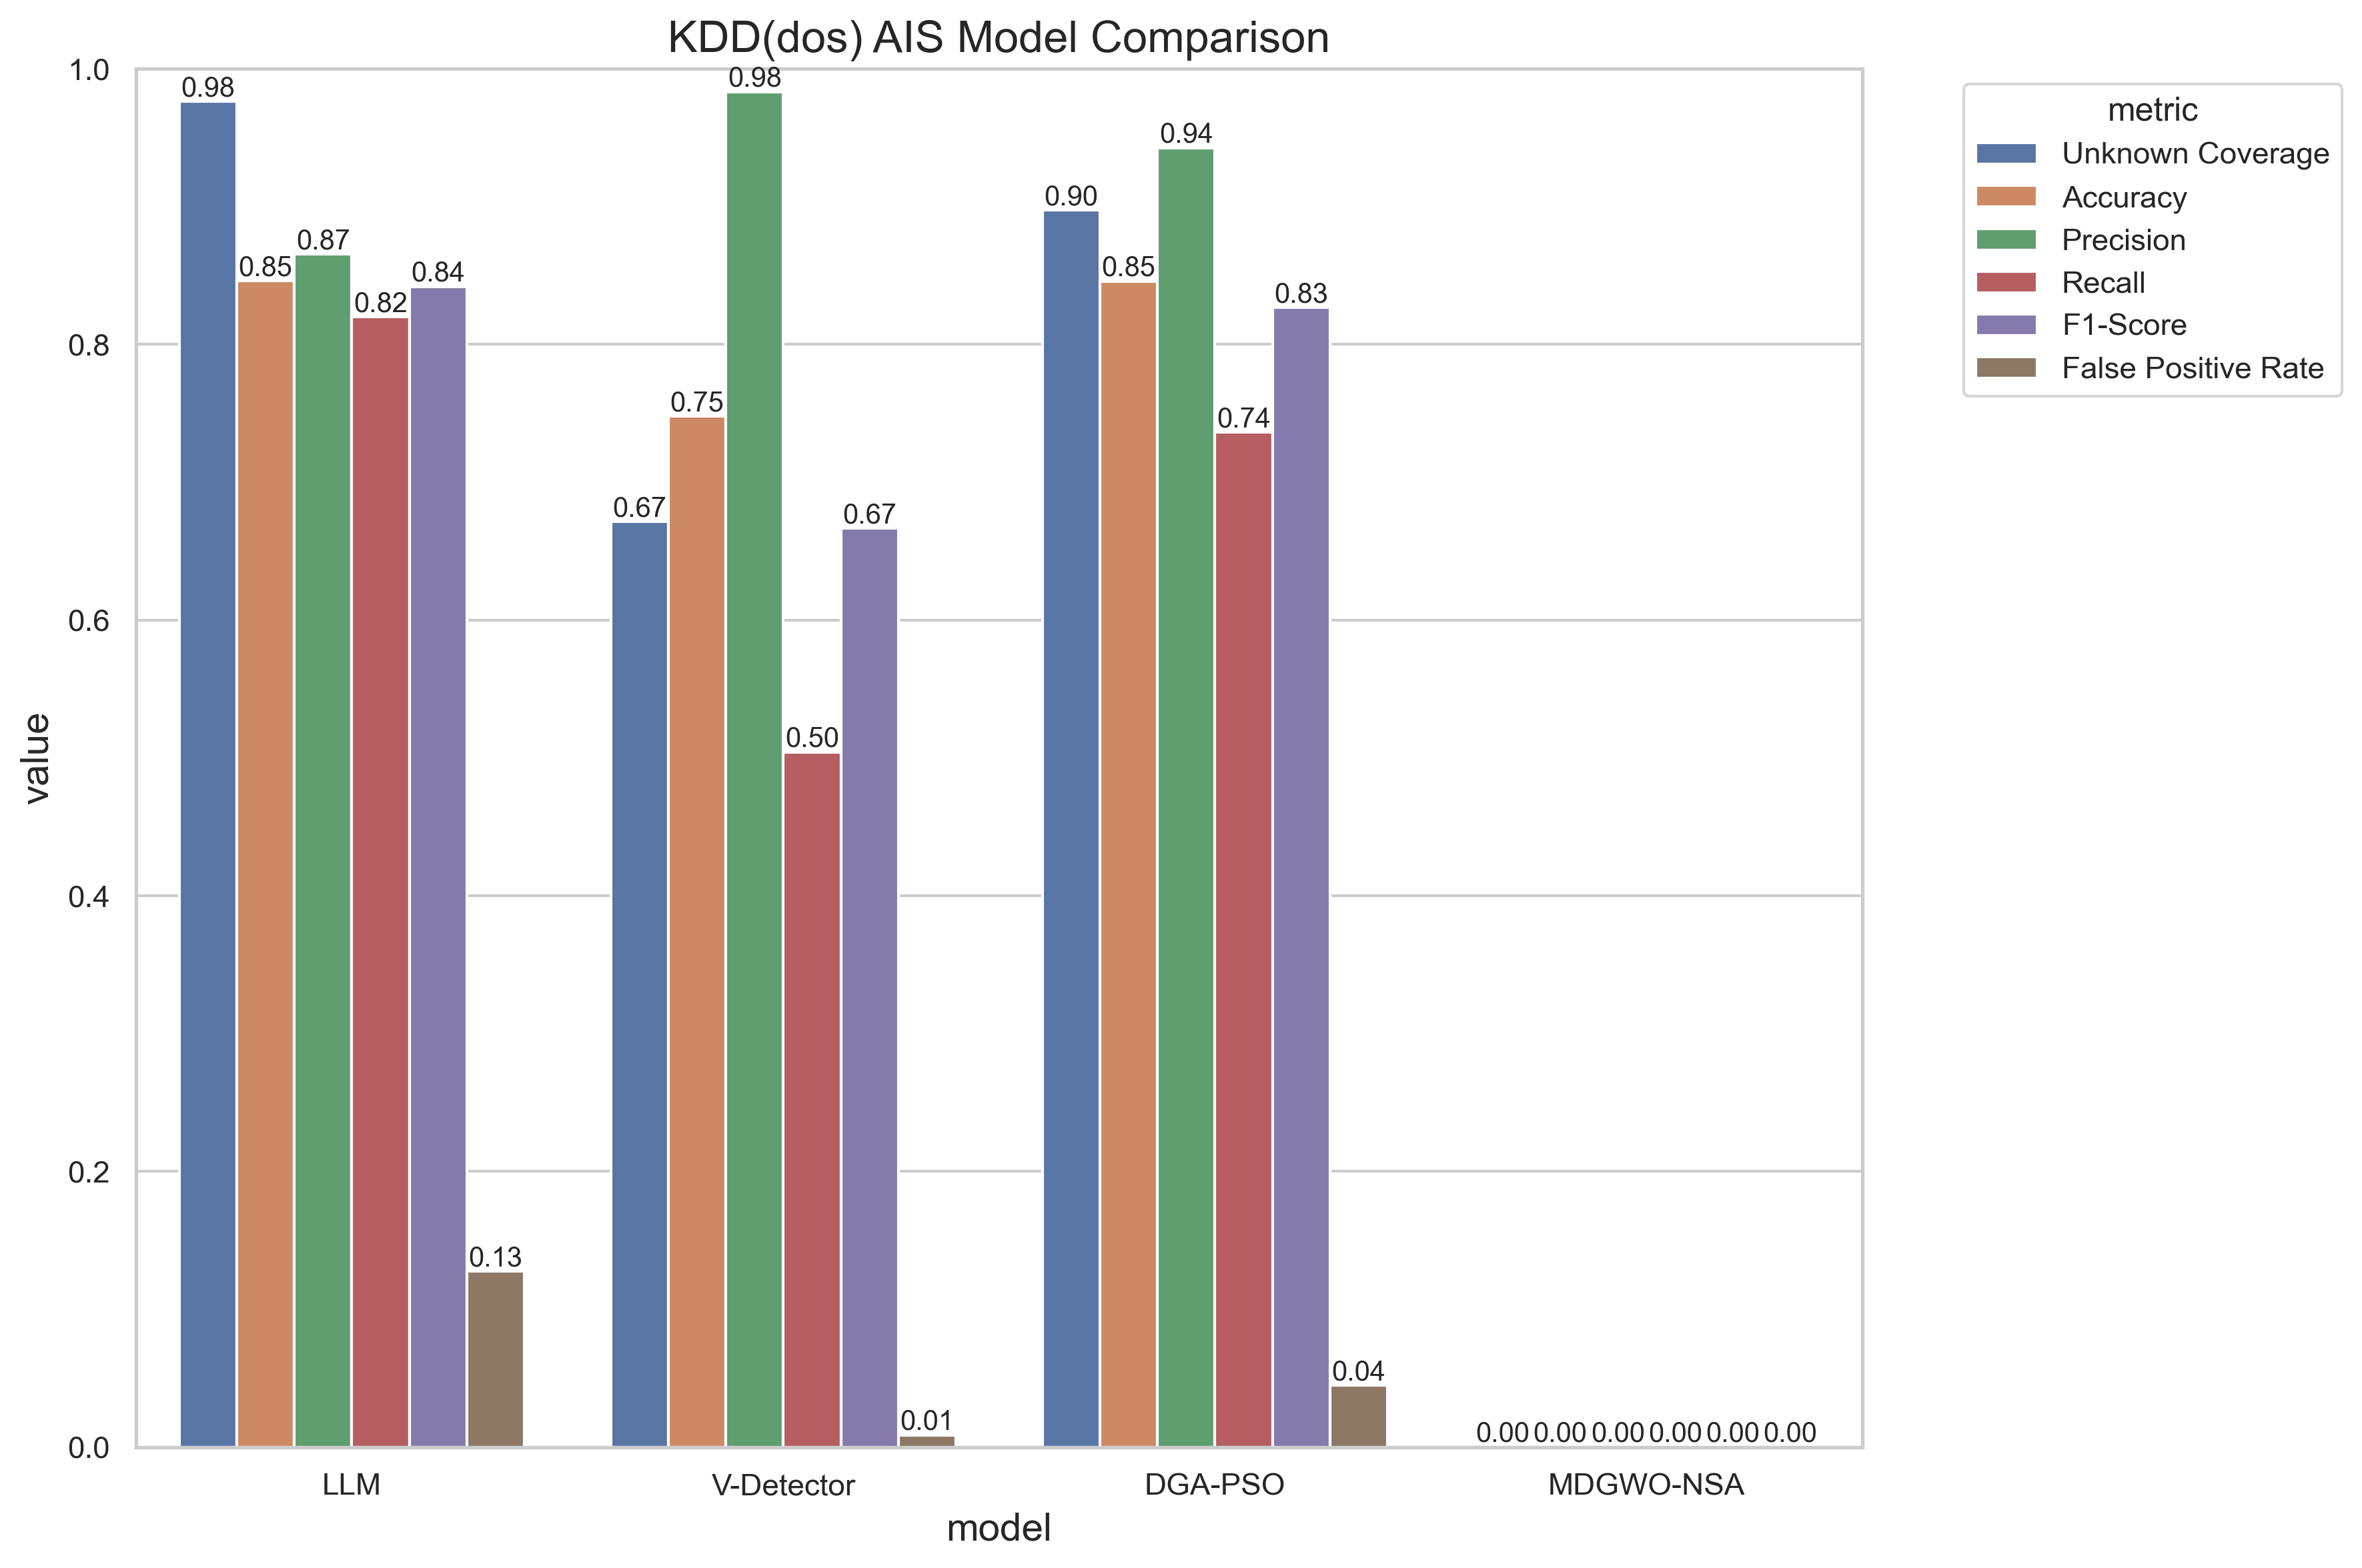 KDD(dos) AIS Model Comparison
1.0
0.8
0.6
0.4
0.2
0.0
value
0.98
0.85
0.87
0.82
0.84
0.13
0.67
0.75
0.98
0.50
0.67
0.01
0.90
0.85
0.94
0.74
0.83
0.04
0.00 0.00 0.00 0.00 0.00 0.00
LLM
V-Detector
DGA-PSO
MDGWO-NSA
model
metric
Unknown Coverage
Accuracy
Precision
Recall
F1-Score
False Positive Rate